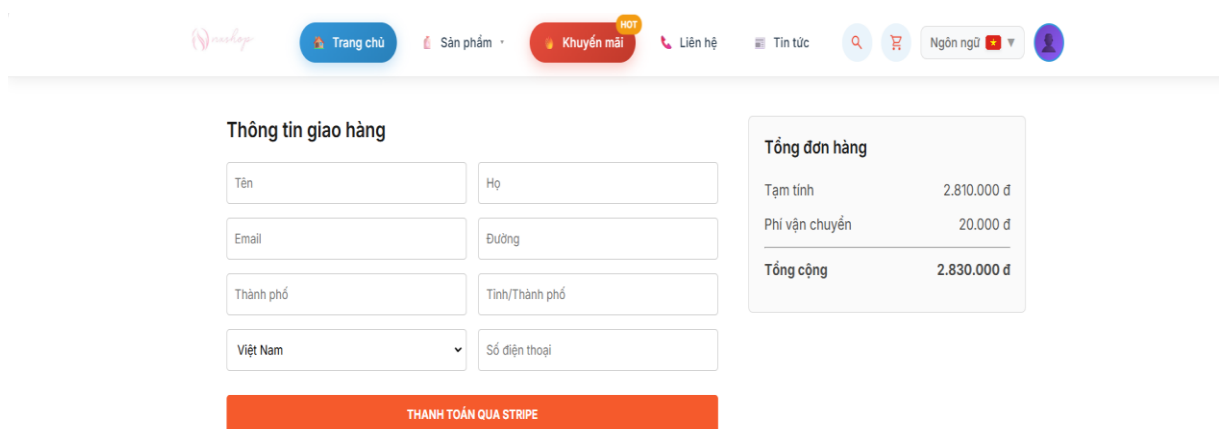 HOT
Trang chủ Sản phẩm Khuyến mãi Liên hệ Tin tức Ngôn ngữ
Thông tin giao hàng
Tên Họ
Email Đường
Thành phố Tỉnh/Thành phố
Việt Nam Số điện thoại
THANH TOÁN QUA STRIPE
Tổng đơn hàng
Tạm tính 2.810.000 đ
Phí vận chuyển 20.000 đ
Tổng cộng 2.830.000 đ